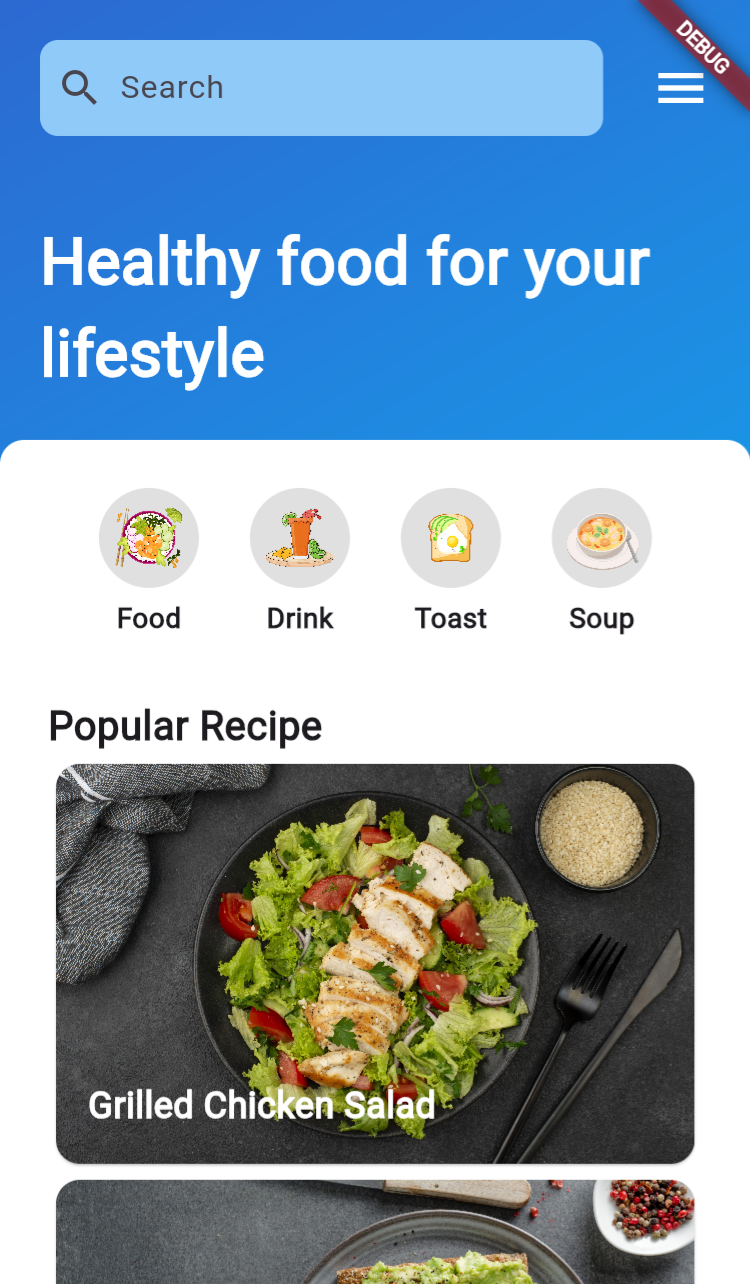 DEBUG
Search
Healthy food for your
lifestyle
Food
Drink
Toast
Soup
Popular Recipe
Grilled Chicken Salad